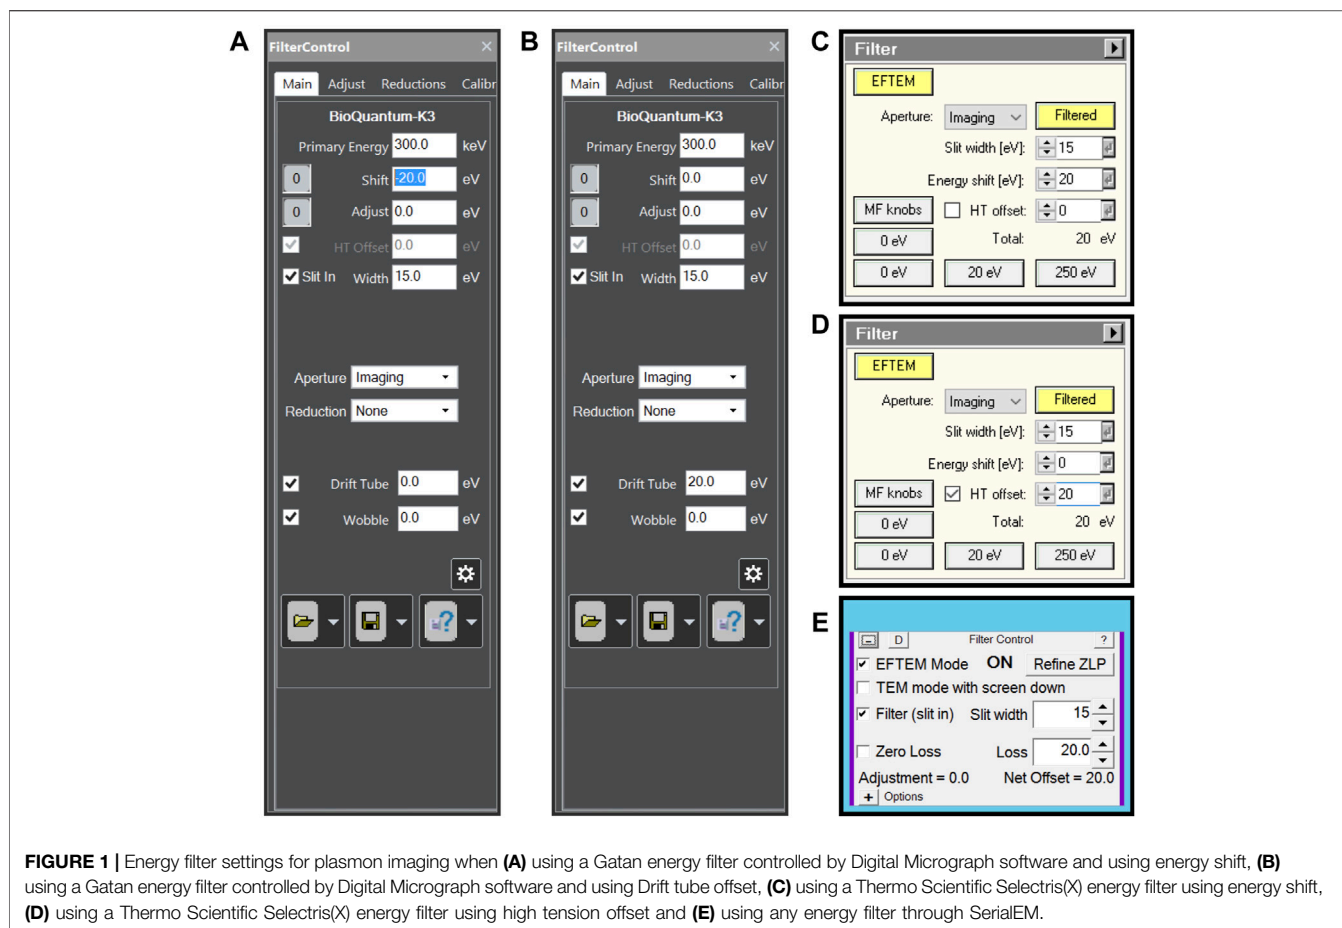 A
FilterControl ×
Main Adjust Reductions Calibr
BioQuantum-K3
Primary Energy 300.0 keV
0 Shift -20.0 eV
0 Adjust 0.0 eV
HT Offset 0.0 eV
Slit In Width 15.0 eV
Aperture Imaging
Reduction None
Drift Tube 0.0 eV
Wobble 0.0 eV
?
B
FilterControl ×
Main Adjust Reductions Calibr
BioQuantum-K3
Primary Energy 300.0 keV
0 Shift 0.0 eV
0 Adjust 0.0 eV
HT Offset 0.0 eV
Slit In Width 15.0 eV
Aperture Imaging
Reduction None
Drift Tube 20.0 eV
Wobble 0.0 eV
?
C
Filter
EFTEM
Aperture: Imaging Filtered
Slit width [eV]: 15
Energy shift [eV]: 20
MF knobs HT offset: 0
0 eV Total: 20 eV
0 eV 20 eV 250 eV
D
Filter
EFTEM
Aperture: Imaging Filtered
Slit width [eV]: 15
Energy shift [eV]: 0
MF knobs HT offset: 20
0 eV Total: 20 eV
0 eV 20 eV 250 eV
E
- D Filter Control ?
EFTEM Mode ON Refine ZLP
TEM mode with screen down
Filter (slit in) Slit width 15
Zero Loss Loss 20.0
Adjustment = 0.0 Net Offset = 20.0
+ Options
FIGURE 1 | Energy filter settings for plasmon imaging when (A) using a Gatan energy filter controlled by Digital Micrograph software and using energy shift, (B)
using a Gatan energy filter controlled by Digital Micrograph software and using Drift tube offset, (C) using a Thermo Scientific Selectris(X) energy filter using energy shift,
(D) using a Thermo Scientific Selectris(X) energy filter using high tension offset and (E) using any energy filter through SerialEM.